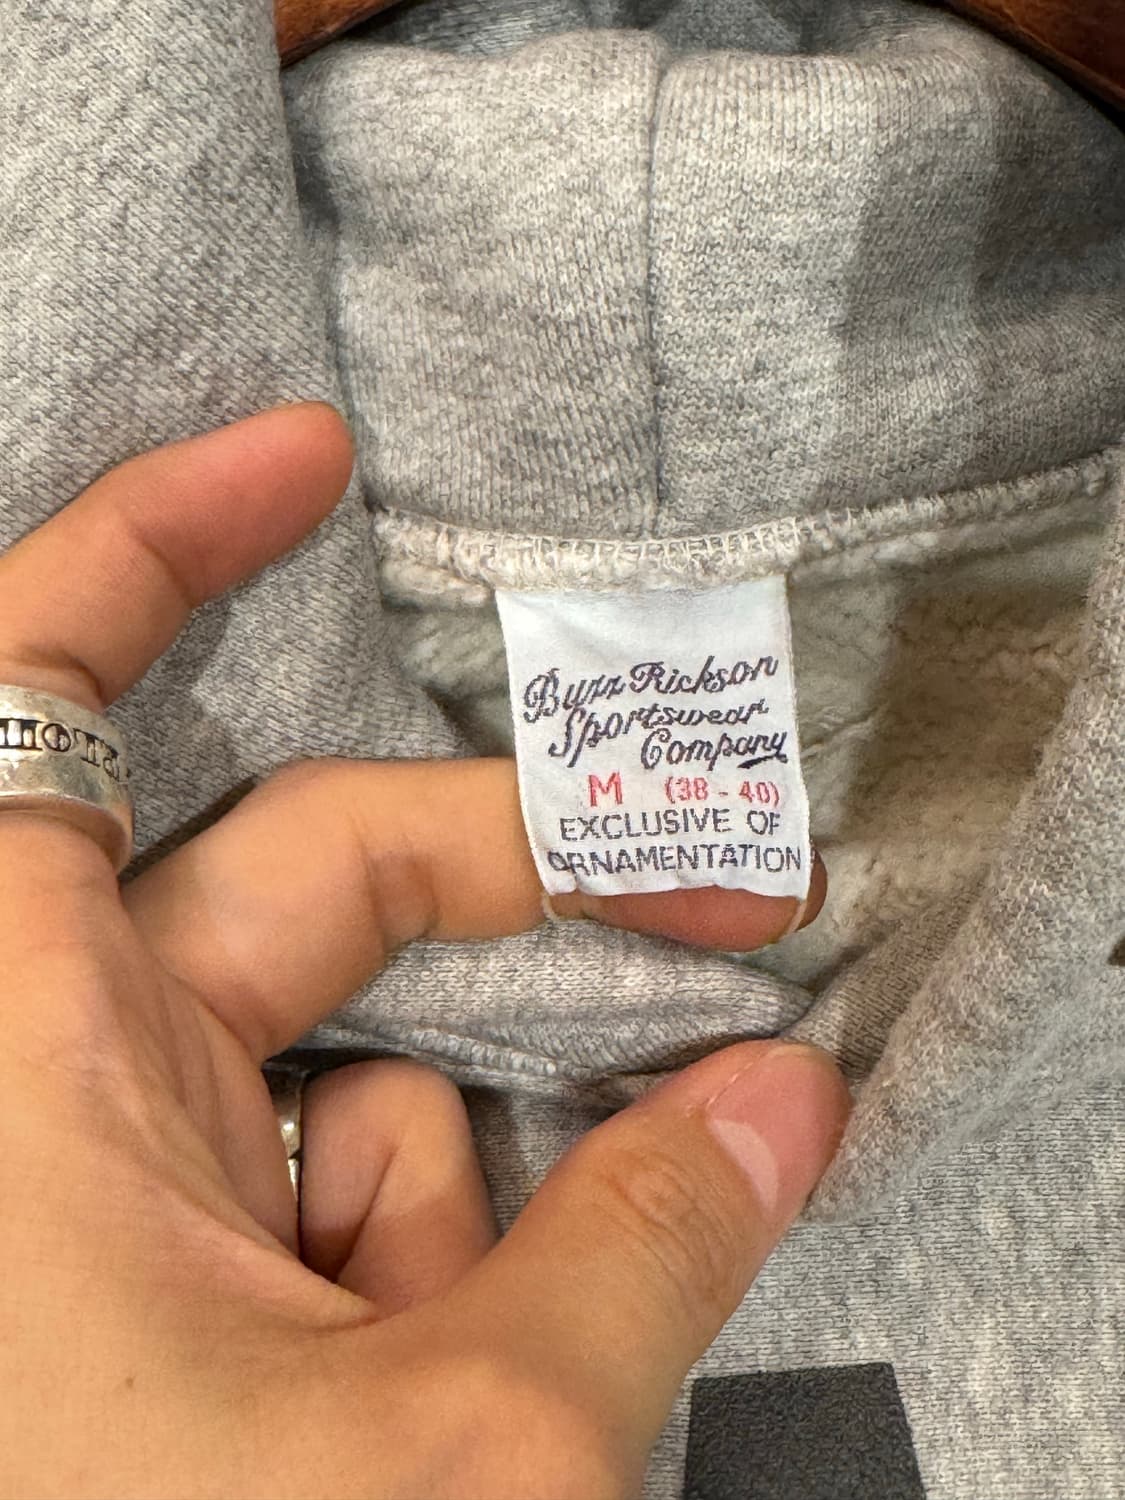 Buzz Rickson
Sportswear
Company
M (38 - 40)
EXCLUSIVE OF
ORNAMENTATION